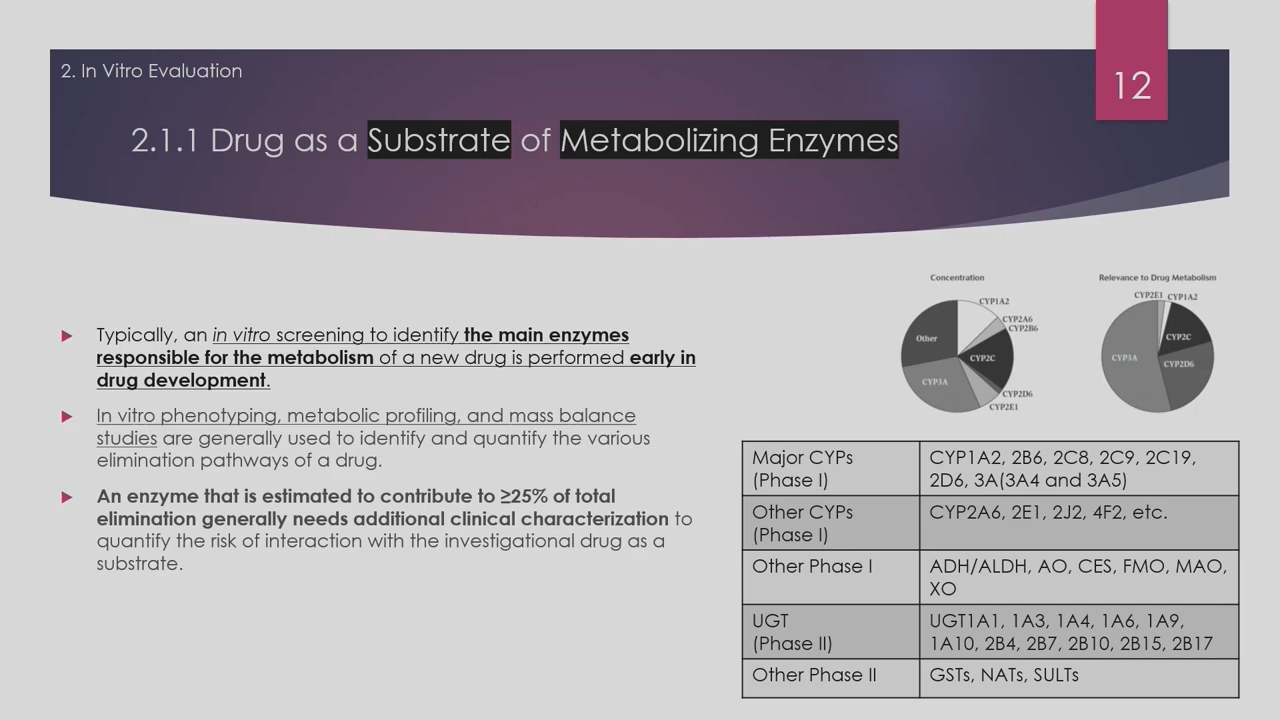 2. In Vitro Evaluation
12
2.1.1 Drug as a Substrate of Metabolizing Enzymes
Typically, an in vitro screening to identify the main enzymes
responsible for the metabolism of a new drug is performed early in
drug development.
In vitro phenotyping, metabolic profiling, and mass balance
studies are generally used to identify and quantify the various
elimination pathways of a drug.
An enzyme that is estimated to contribute to ≥25% of total
elimination generally needs additional clinical characterization to
quantify the risk of interaction with the investigational drug as a
substrate.
Concentration
CYP1A2
CYP2A6
CYP2B6
Other
CYP2C
CYP3A
CYP2D6
CYP2E1
Relevance to Drug Metabolism
CYP2E1 CYP1A2
CYP2C
CYP3A
CYP2D6
Major CYPs
(Phase I)
CYP1A2, 2B6, 2C8, 2C9, 2C19,
2D6, 3A(3A4 and 3A5)
Other CYPs
(Phase I)
CYP2A6, 2E1, 2J2, 4F2, etc.
Other Phase I
ADH/ALDH, AO, CES, FMO, MAO,
XO
UGT
(Phase II)
UGT1A1, 1A3, 1A4, 1A6, 1A9,
1A10, 2B4, 2B7, 2B10, 2B15, 2B17
Other Phase II
GSTs, NATs, SULTs